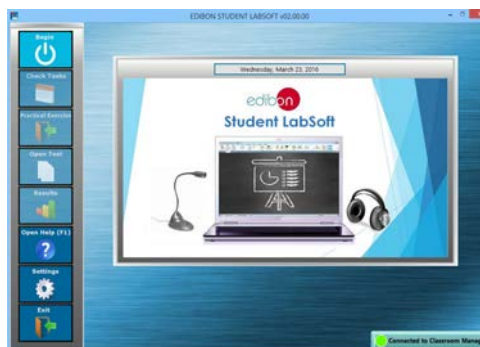 EDIBON STUDENT LABSOFT v02.00.00
Begin
Check Tasks
Practical Exercise
Open Tool
Results
Open Help (F1)
Settings
Exit
Wednesday, March 23, 2016
edibon
Student LabSoft
Connected to Classroom Manag